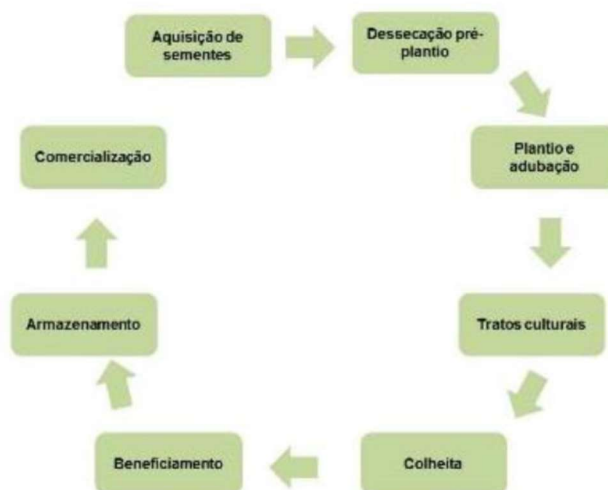 Aquisição de
sementes
Dessecação pré-
plantio
Plantio e
adubação
Tratos culturais
Colheita
Beneficiamento
Armazenamento
Comercialização